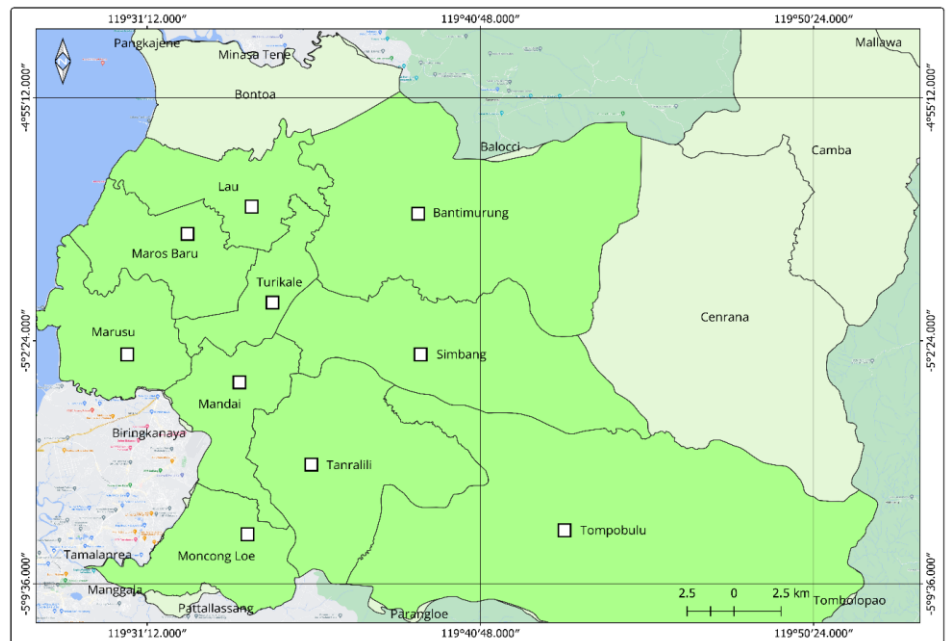 119°31'12.000" 119°40'48.000" 119°50'24.000"
Pangkajene
Minasa Tene
Mallawa
Bontoa
-4°55'12.000" -4°55'12.000"
Balocci
Camba
Lau
Bantimurung
Maros Baru
Turikale
Cenrana
Marusu
-5°2'24.000" -5°2'24.000"
Simbang
Mandai
Biringkanaya
Tanralili
Tompobulu
Tamalanrea
Moncong Loe
-5°9'36.000" -5°9'36.000"
Manggala
Pattallassang
Parangloe
2.5 0 2.5 km
Tombolopao
119°31'12.000" 119°40'48.000" 119°50'24.000"